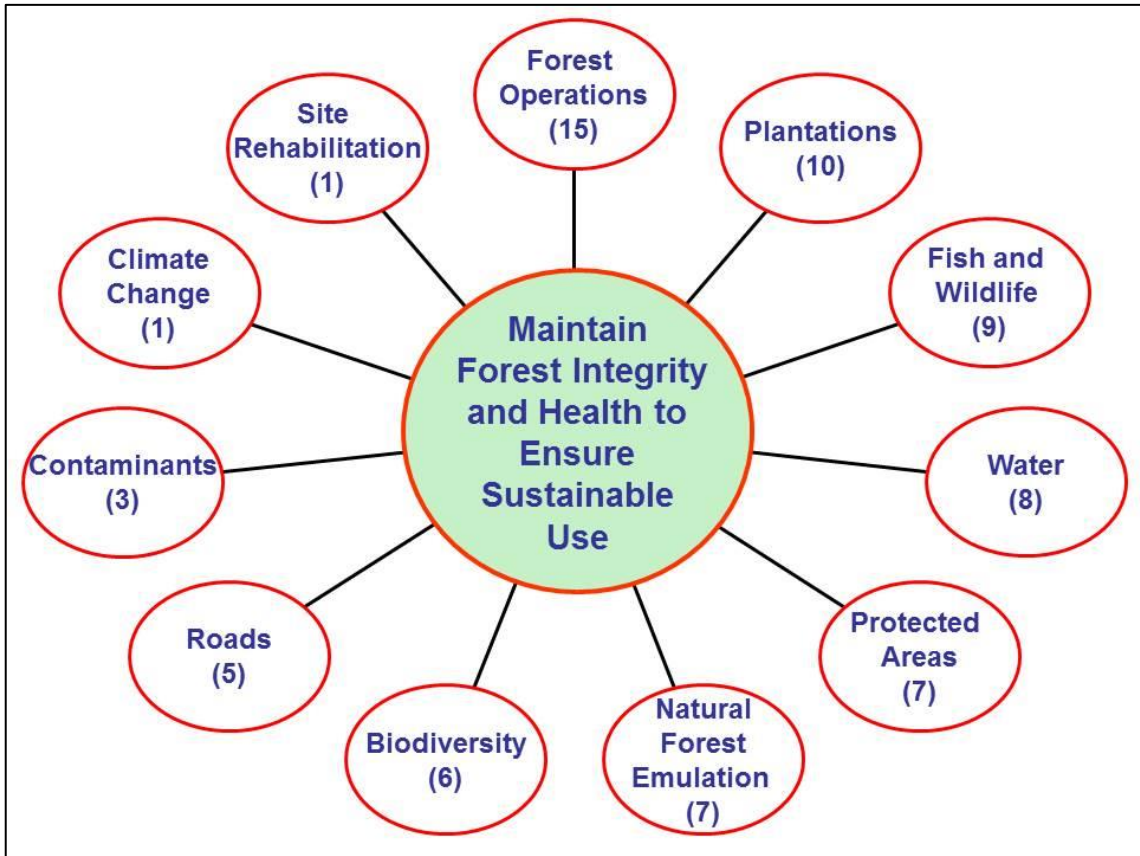 Forest
Operations
(15)
Plantations
(10)
Fish and
Wildlife
(9)
Water
(8)
Protected
Areas
(7)
Natural
Forest
Emulation
(7)
Biodiversity
(6)
Roads
(5)
Contaminants
(3)
Climate
Change
(1)
Site
Rehabilitation
(1)
Maintain
Forest Integrity
and Health to
Ensure
Sustainable
Use